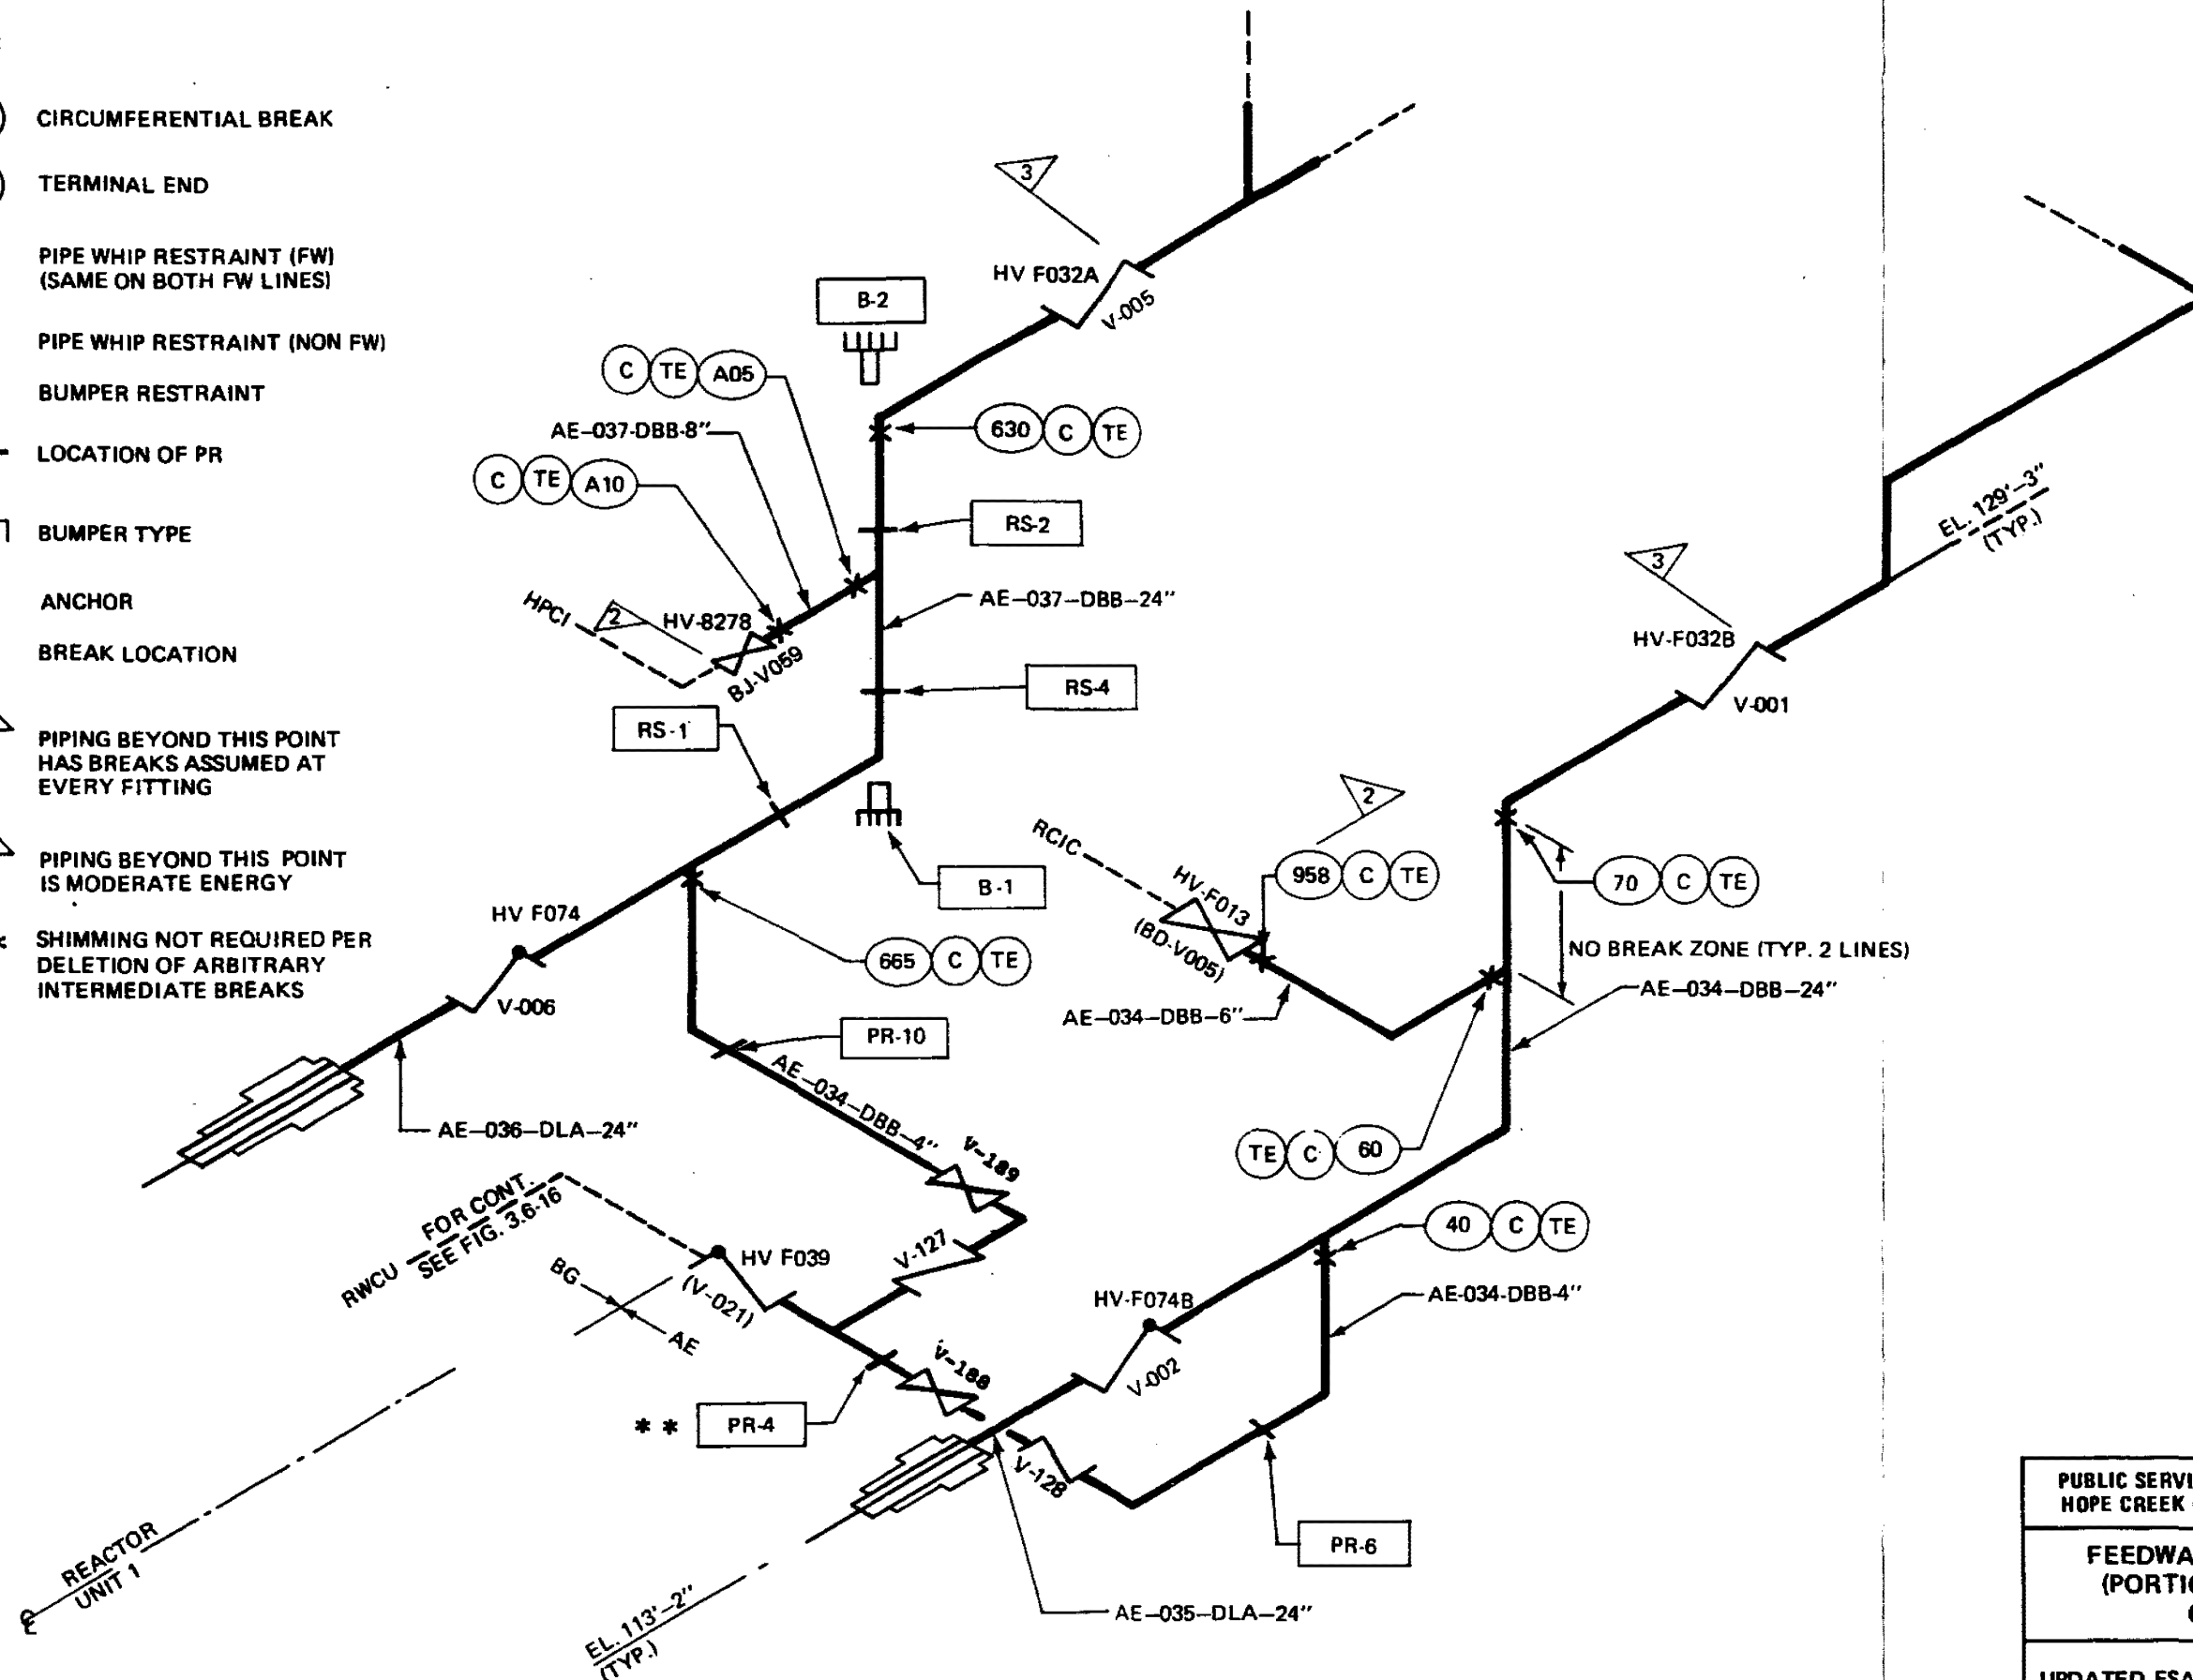 CIRCUMFERENTIAL BREAK
TERMINAL END
PIPE WHIP RESTRAINT (FW)
(SAME ON BOTH FW LINES)
PIPE WHIP RESTRAINT (NON FW)
BUMPER RESTRAINT
LOCATION OF PR
BUMPER TYPE
ANCHOR
BREAK LOCATION
PIPING BEYOND THIS POINT
HAS BREAKS ASSUMED AT
EVERY FITTING
PIPING BEYOND THIS POINT
IS MODERATE ENERGY
SHIMMING NOT REQUIRED PER
DELETION OF ARBITRARY
INTERMEDIATE BREAKS
3
HV F032A
V-005
B-2
C TE A05
AE-037-DBB-8"
C TE A10
630 C TE
RS-2
AE-037-DBB-24"
HPCI
2
HV-8278
BJ-V059
RS-4
RS-1
B-1
HV F074
V-006
665 C TE
PR-10
AE-034-DBB-4"
AE-036-DLA-24"
V-189
V-127
RWCU
FOR CONT.
SEE FIG. 3.6-16
HV F039
(V-021)
BG
AE
V-188
** PR-4
REACTOR
UNIT 1
EL. 113'-2"
(TYP.)
EL. 129'-3"
(TYP.)
3
HV-F032B
V-001
2
RCIC
HV-F013
(BD-V005)
958 C TE
70 C TE
NO BREAK ZONE (TYP. 2 LINES)
AE-034-DBB-24"
AE-034-DBB-6"
TE C 60
40 C TE
AE-034-DBB-4"
HV-F074B
V-002
V-128
PR-6
AE-035-DLA-24"
PUBLIC SERVI
HOPE CREEK
FEEDWA
(PORTI
UPDATED FSA